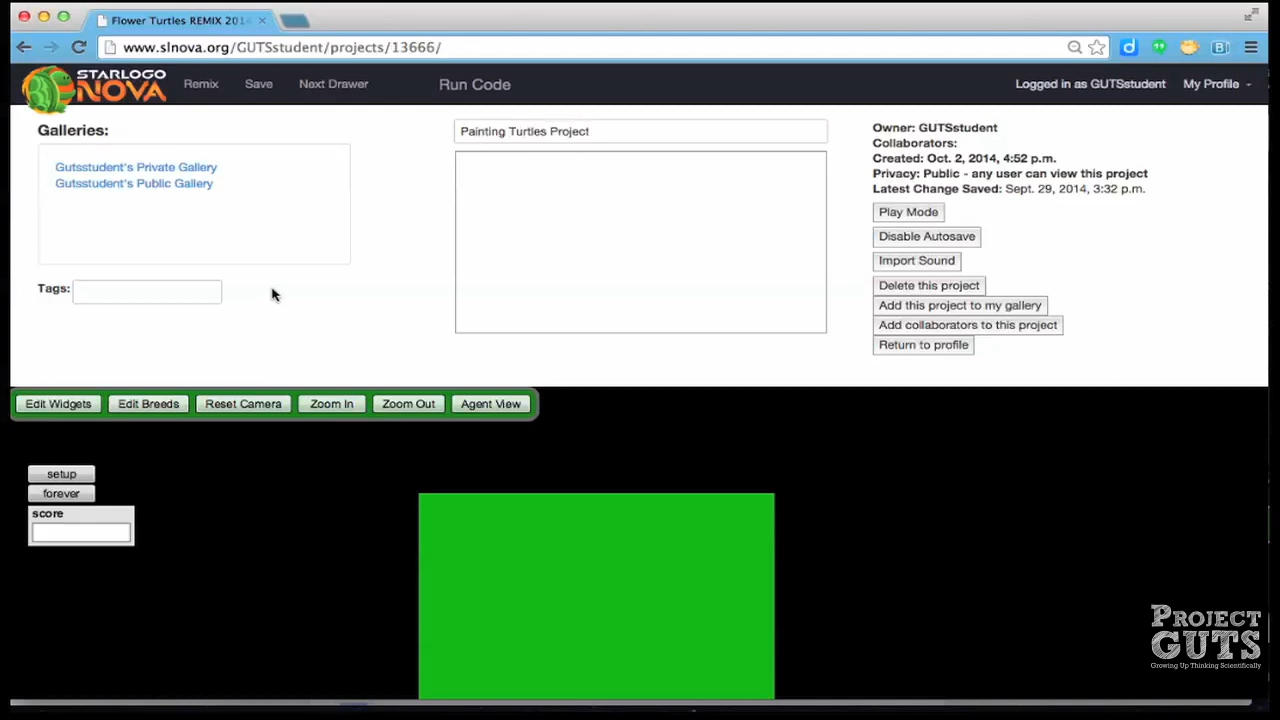 Flower Turtles REMIX 201
www.slnova.org/GUTSstudent/projects/13666/
STARLOGO
NOVA
Remix
Save
Next Drawer
Run Code
Logged in as GUTSstudent
My Profile
Galleries:
Gutsstudent's Private Gallery
Gutsstudent's Public Gallery
Tags:
Painting Turtles Project
Owner: GUTSstudent
Collaborators:
Created: Oct. 2, 2014, 4:52 p.m.
Privacy: Public - any user can view this project
Latest Change Saved: Sept. 29, 2014, 3:32 p.m.
Play Mode
Disable Autosave
Import Sound
Delete this project
Add this project to my gallery
Add collaborators to this project
Return to profile
Edit Widgets
Edit Breeds
Reset Camera
Zoom In
Zoom Out
Agent View
setup
forever
score
PROJECT
GUTS
Growing Up Thinking Scientifically